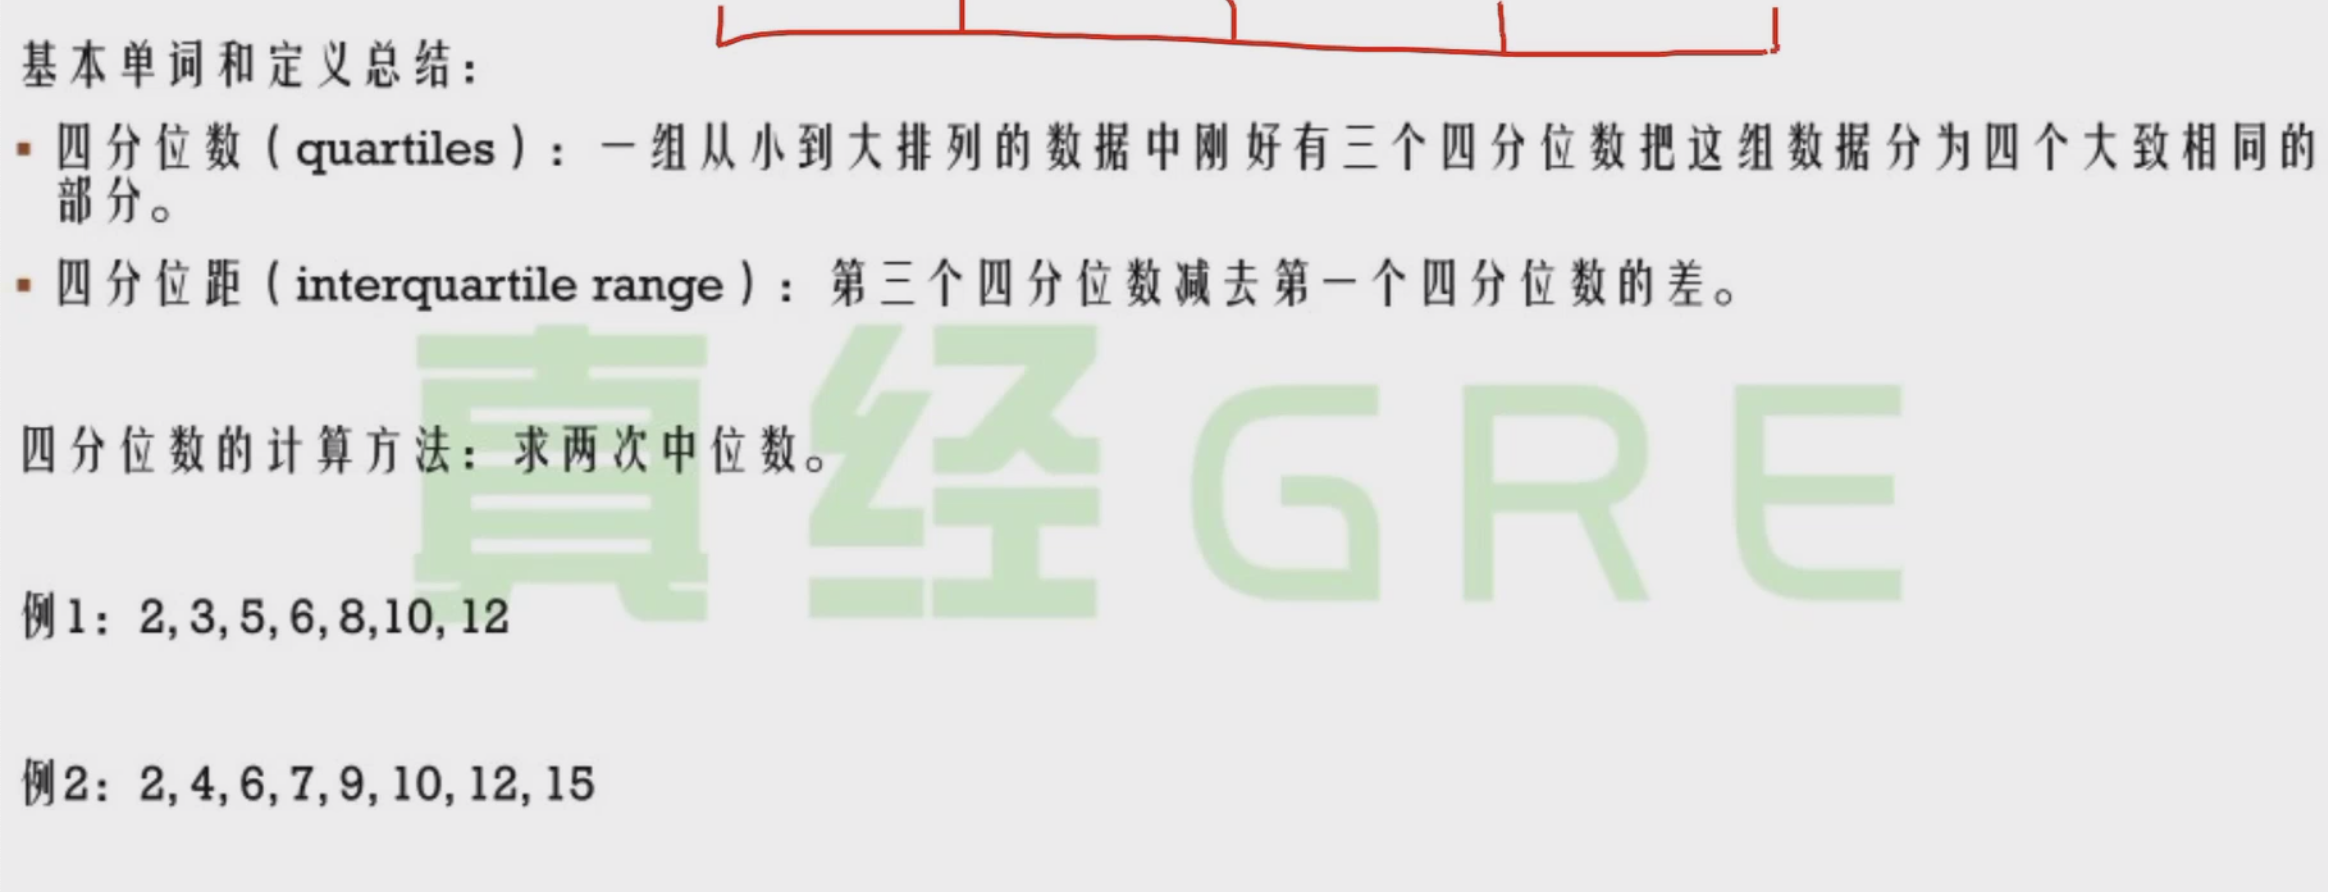 基本单词和定义总结：
▪ 四分位数（quartiles）：一组从小到大排列的数据中刚好有三个四分位数把这组数据分为四个大致相同的
部分。
▪ 四分位距（interquartile range）：第三个四分位数减去第一个四分位数的差。
真经GRE
四分位数的计算方法：求两次中位数。
例1：2, 3, 5, 6, 8,10, 12
例2：2, 4, 6, 7, 9, 10, 12, 15